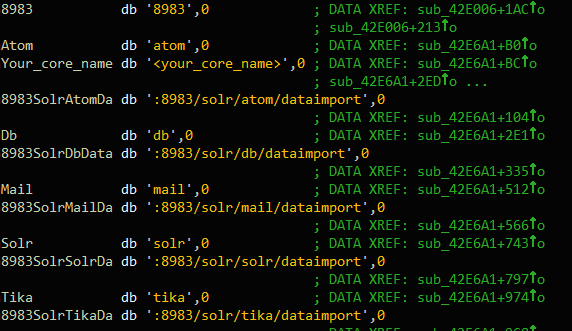 8983 db '8983',0 ; DATA XREF: sub_42E006+1AC↑o
; sub_42E006+213↑o
Atom db 'atom',0 ; DATA XREF: sub_42E6A1+B0↑o
Your_core_name db '<your_core_name>',0 ; DATA XREF: sub_42E6A1+BC↑o
; sub_42E6A1+2ED↑o ...
8983SolrAtomDa db ':8983/solr/atom/dataimport',0
; DATA XREF: sub_42E6A1+104↑o
Db db 'db',0 ; DATA XREF: sub_42E6A1+2E1↑o
8983SolrDbData db ':8983/solr/db/dataimport',0
; DATA XREF: sub_42E6A1+335↑o
Mail db 'mail',0 ; DATA XREF: sub_42E6A1+512↑o
8983SolrMailDa db ':8983/solr/mail/dataimport',0
; DATA XREF: sub_42E6A1+566↑o
Solr db 'solr',0 ; DATA XREF: sub_42E6A1+743↑o
8983SolrSolrDa db ':8983/solr/solr/dataimport',0
; DATA XREF: sub_42E6A1+797↑o
Tika db 'tika',0 ; DATA XREF: sub_42E6A1+974↑o
8983SolrTikaDa db ':8983/solr/tika/dataimport',0